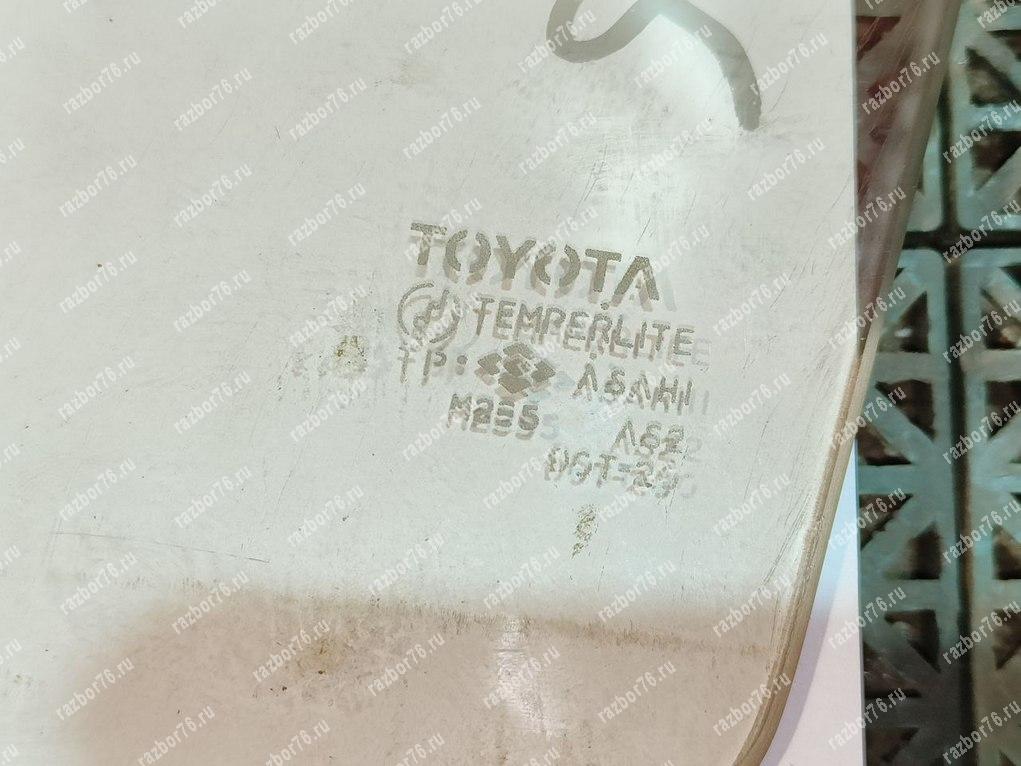 TOYOTA
TEMPERLITE
TP: ASAHI
M255 AS2
DOT-20
razbor76.ru